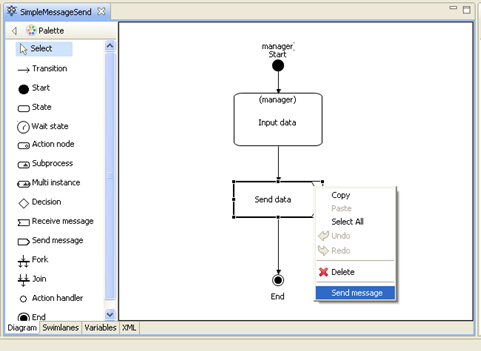 SimpleMessageSend
Palette
Select
Transition
Start
State
Wait state
Action node
Subprocess
Multi instance
Decision
Receive message
Send message
Fork
Join
Action handler
End
manager
Start
(manager)
Input data
Send data
End
Copy
Paste
Select All
Undo
Redo
Delete
Send message
Diagram Swimlanes Variables XML